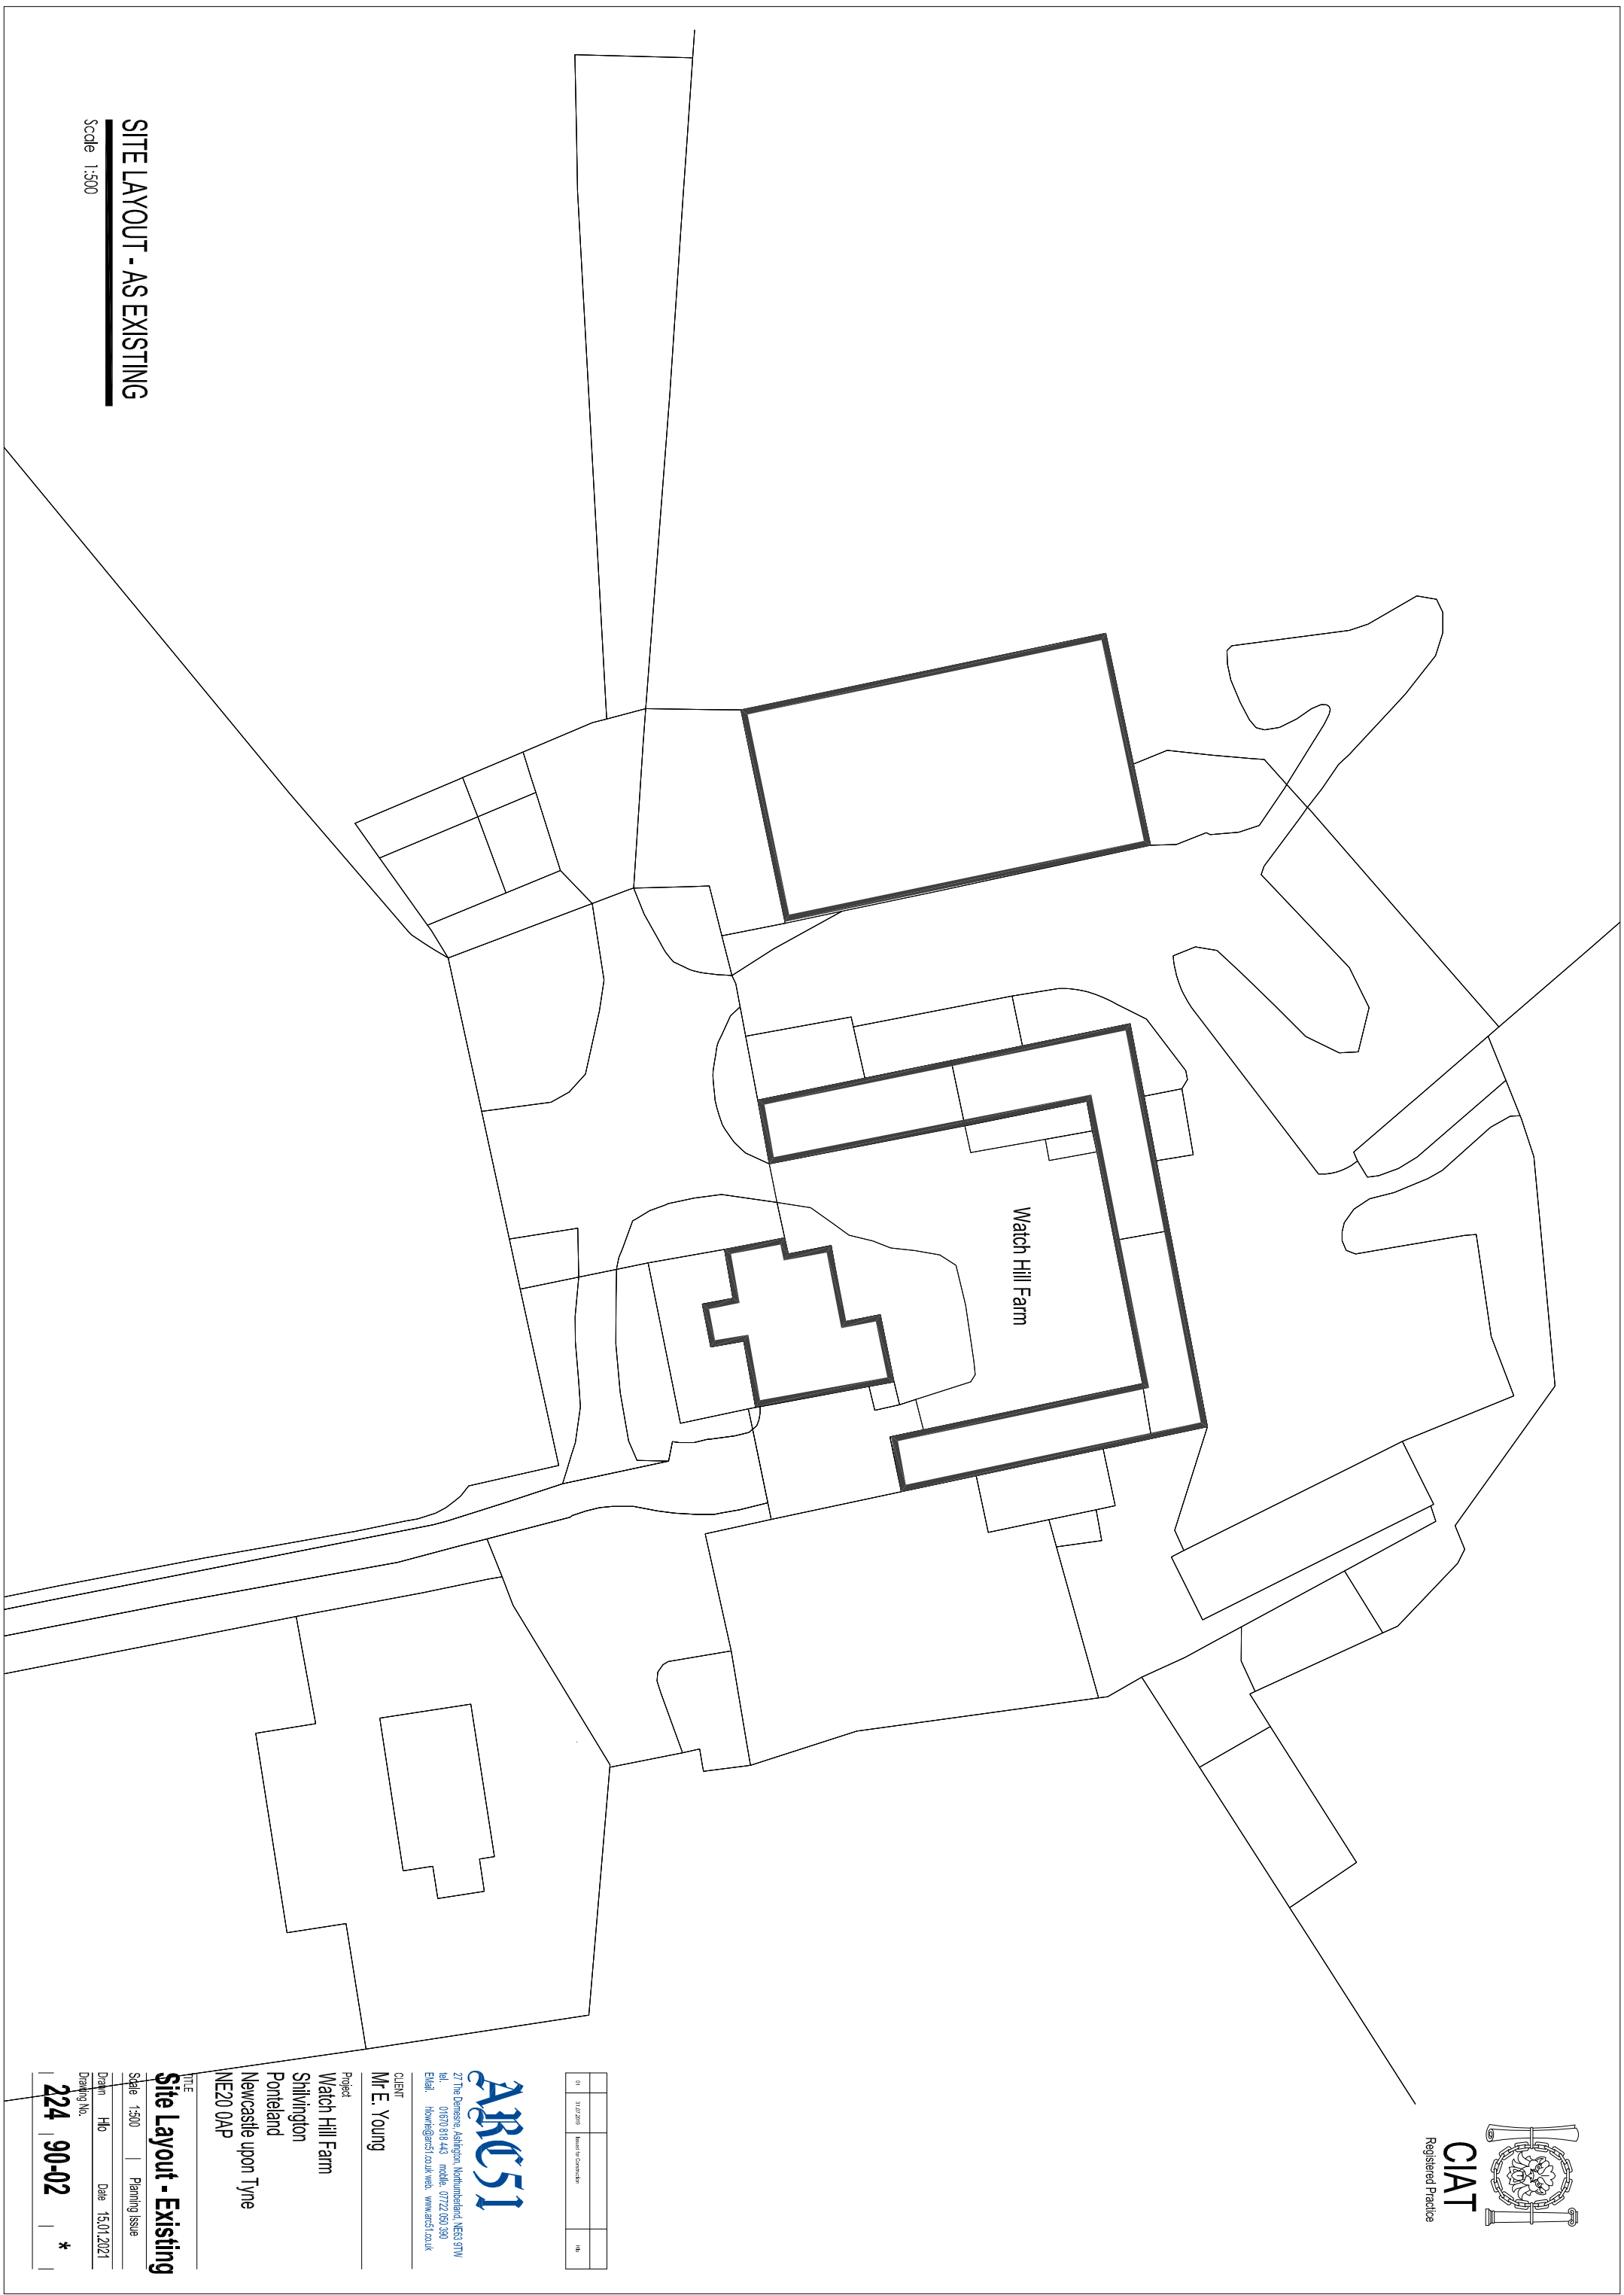 SITE LAYOUT - AS EXISTING
Scale 1:500
Watch Hill Farm
CIAT
Registered Practice
01 31.07.2019 Issued for Construction Hlo
ARC51
27 The Demesne, Ashington, Northumberland, NE63 9TW
tel. 01670 818 443 mobile. 07722 050 390
EMail. hlowrie@arc51.co.uk web. www.arc51.co.uk
CLIENT
Mr E. Young
Project
Watch Hill Farm
Shilvington
Ponteland
Newcastle upon Tyne
NE20 0AP
TITLE
Site Layout - Existing
Scale 1:500 Planning Issue
Drawn Hlo Date 15.01.2021
Drawing No.
224 90-02 *